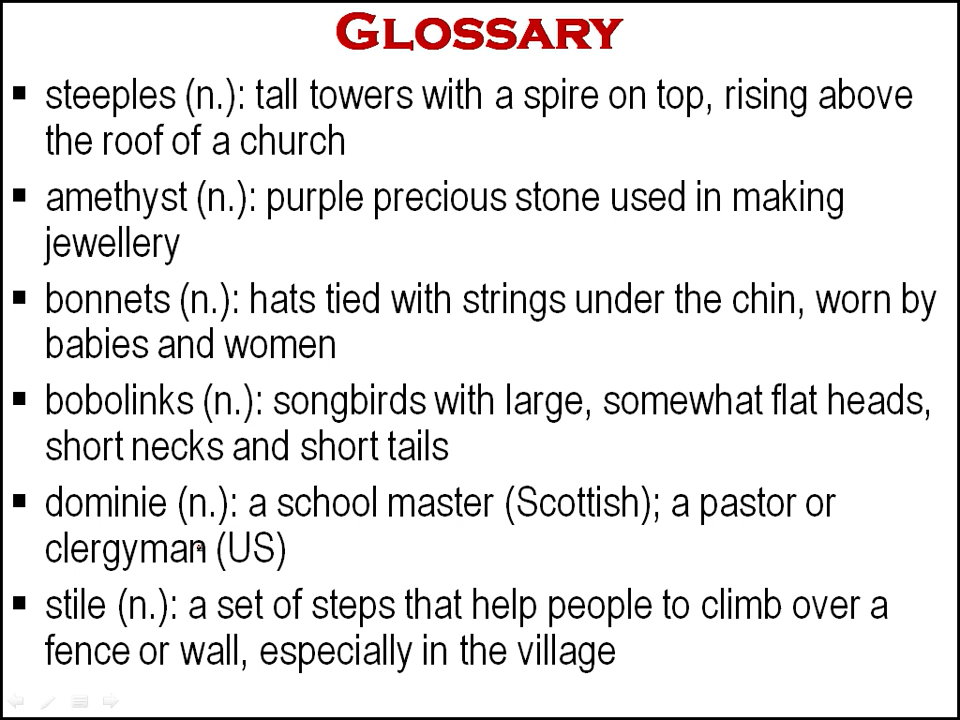 GLOSSARY
▪ steeples (n.): tall towers with a spire on top, rising above
the roof of a church
▪ amethyst (n.): purple precious stone used in making
jewellery
▪ bonnets (n.): hats tied with strings under the chin, worn by
babies and women
▪ bobolinks (n.): songbirds with large, somewhat flat heads,
short necks and short tails
▪ dominie (n.): a school master (Scottish); a pastor or
clergyman (US)
▪ stile (n.): a set of steps that help people to climb over a
fence or wall, especially in the village